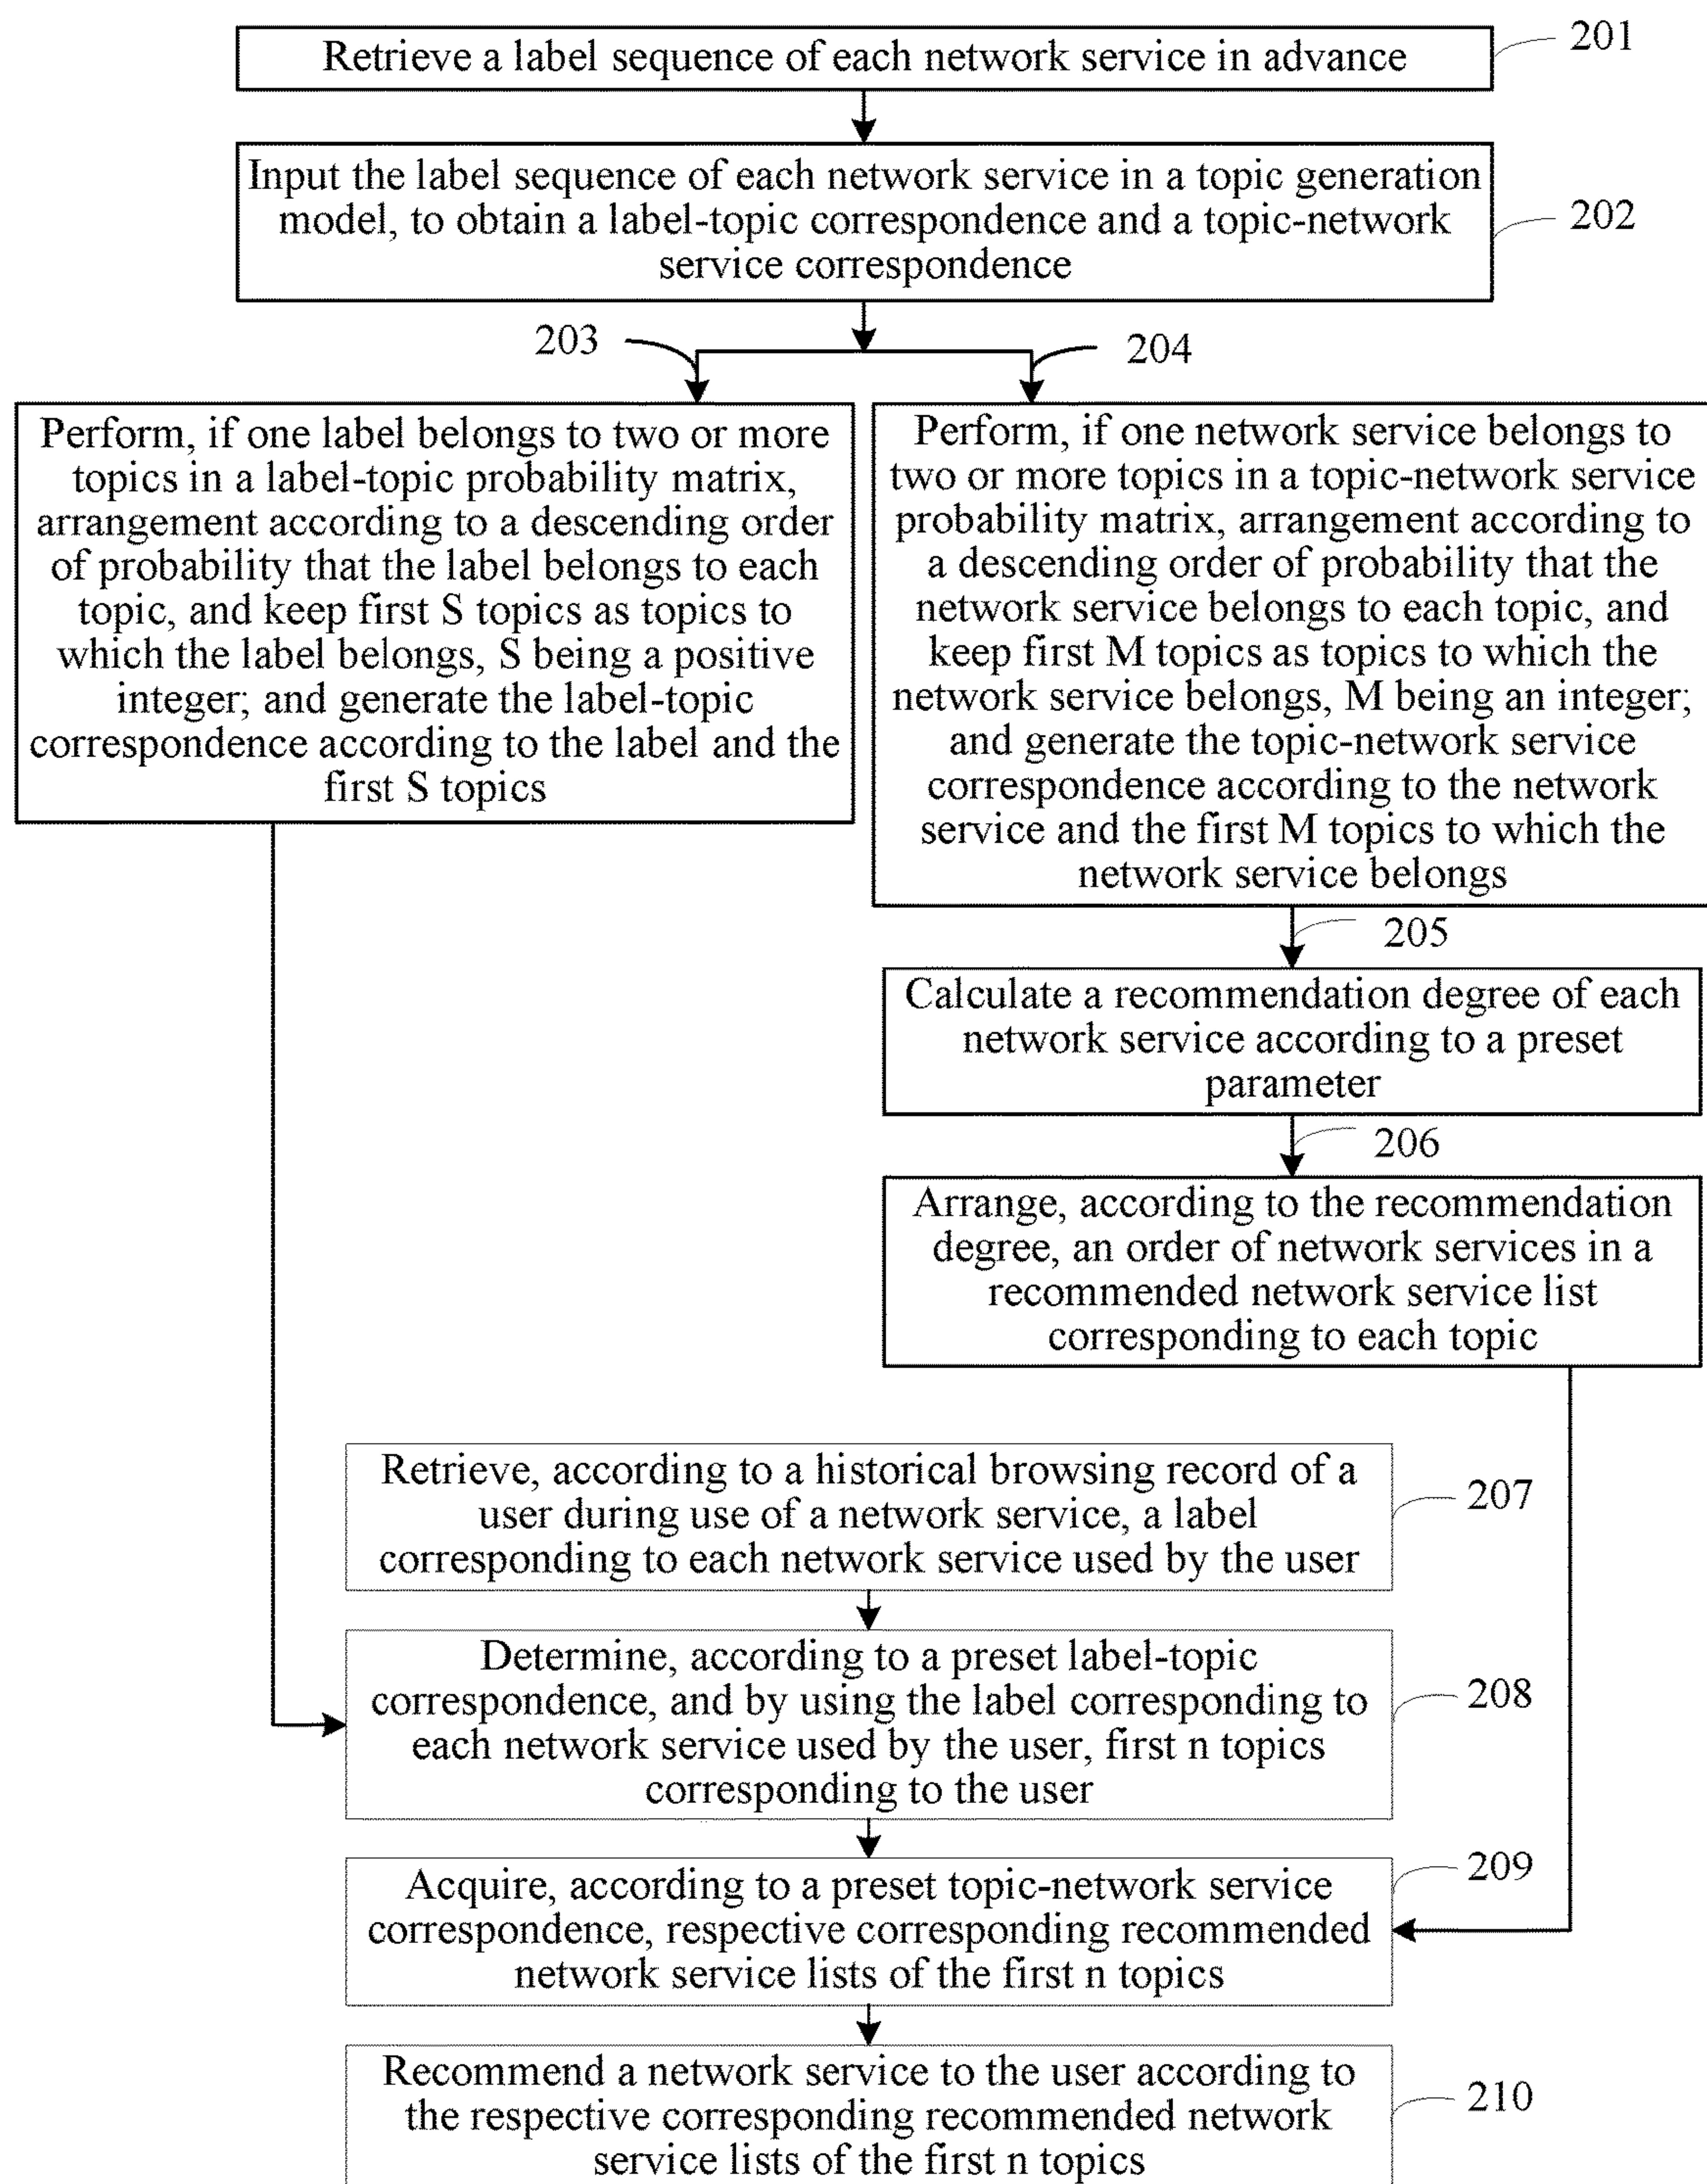 Retrieve a label sequence of each network service in advance
201
Input the label sequence of each network service in a topic generation
model, to obtain a label-topic correspondence and a topic-network
service correspondence
202
203
204
Perform, if one label belongs to two or more
topics in a label-topic probability matrix,
arrangement according to a descending order
of probability that the label belongs to each
topic, and keep first S topics as topics to
which the label belongs, S being a positive
integer; and generate the label-topic
correspondence according to the label and the
first S topics
Perform, if one network service belongs to
two or more topics in a topic-network service
probability matrix, arrangement according to
a descending order of probability that the
network service belongs to each topic, and
keep first M topics as topics to which the
network service belongs, M being an integer;
and generate the topic-network service
correspondence according to the network
service and the first M topics to which the
network service belongs
205
Calculate a recommendation degree of each
network service according to a preset
parameter
206
Arrange, according to the recommendation
degree, an order of network services in a
recommended network service list
corresponding to each topic
Retrieve, according to a historical browsing record of a
user during use of a network service, a label
corresponding to each network service used by the user
207
Determine, according to a preset label-topic
correspondence, and by using the label corresponding to
each network service used by the user, first n topics
corresponding to the user
208
Acquire, according to a preset topic-network service
correspondence, respective corresponding recommended
network service lists of the first n topics
209
Recommend a network service to the user according to
the respective corresponding recommended network
service lists of the first n topics
210